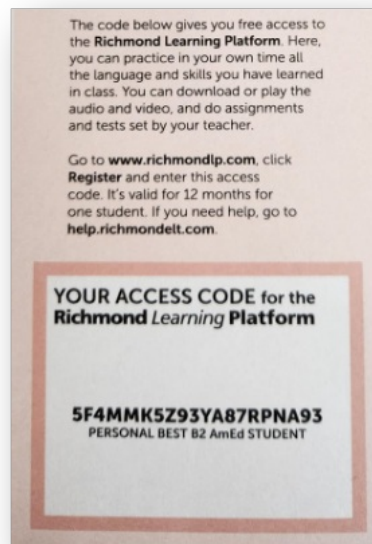 The code below gives you free access to
the Richmond Learning Platform. Here,
you can practice in your own time all
the language and skills you have learned
in class. You can download or play the
audio and video, and do assignments
and tests set by your teacher.
Go to www.richmondlp.com, click
Register and enter this access
code. It's valid for 12 months for
one student. If you need help, go to
help.richmondelt.com.
YOUR ACCESS CODE for the
Richmond Learning Platform
5F4MMK5Z93YA87RPNA93
PERSONAL BEST B2 AmEd STUDENT